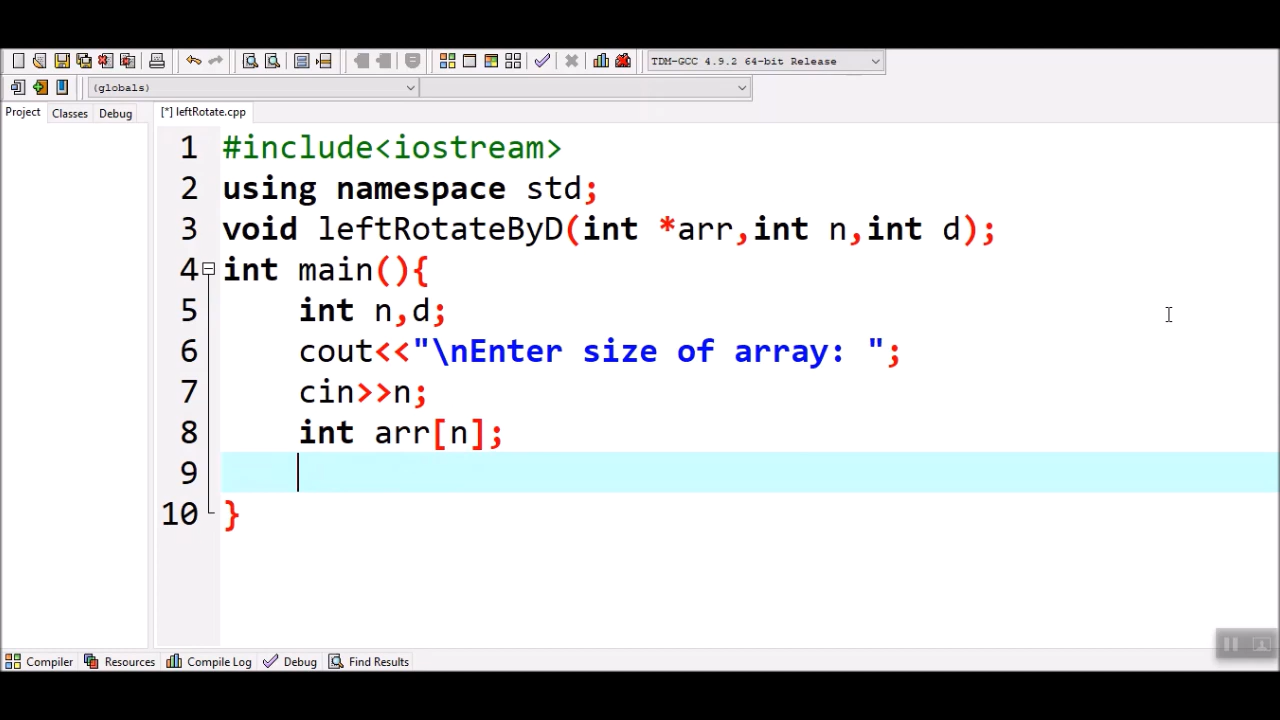 TDM-GCC 4.9.2 64-bit Release
(globals)
Project Classes Debug [*] leftRotate.cpp
1 #include<iostream>
2 using namespace std;
3 void leftRotateByD(int *arr,int n,int d);
4 int main(){
5 int n,d;
6 cout<<"\nEnter size of array: ";
7 cin>>n;
8 int arr[n];
9
10 }
Compiler Resources Compile Log Debug Find Results